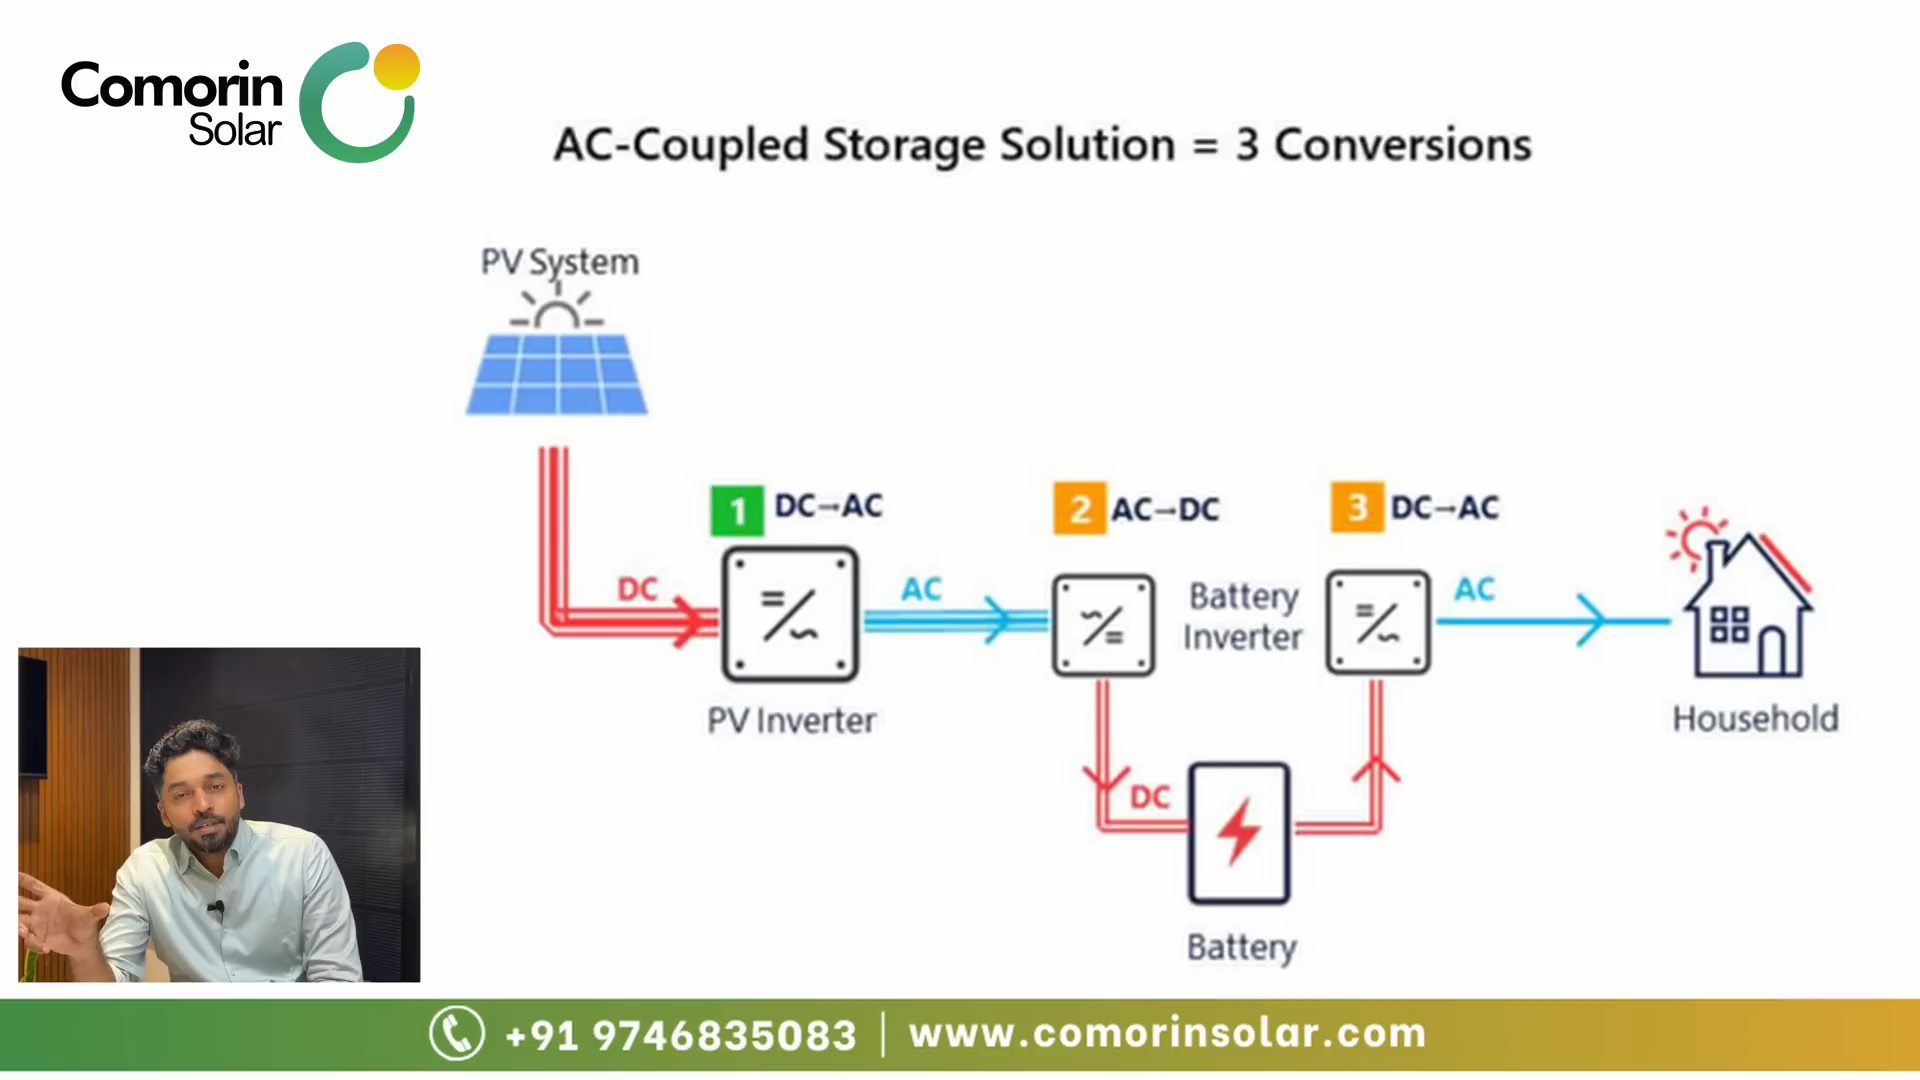 Comorin
Solar
AC-Coupled Storage Solution = 3 Conversions
PV System
1 DC→AC
2 AC→DC
3 DC→AC
DC
AC
Battery
Inverter
AC
PV Inverter
Household
DC
Battery
+91 9746835083 | www.comorinsolar.com